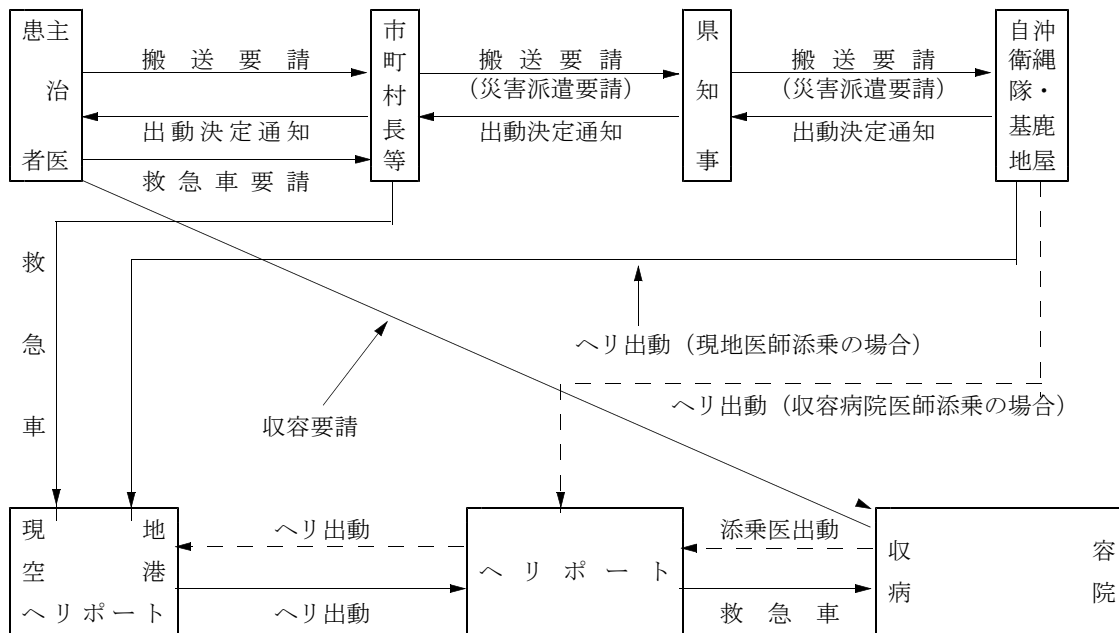 患者
主治医
市町村長等
県知事
自衛隊基地
沖縄・鹿屋
搬送要請
出動決定通知
救急車要請
搬送要請
(災害派遣要請)
出動決定通知
搬送要請
(災害派遣要請)
出動決定通知
救急車
ヘリ出動（現地医師添乗の場合）
ヘリ出動（収容病院医師添乗の場合）
収容要請
現地
空港
ヘリポート
ヘリ出動
ヘリ出動
ヘリポート
添乗医出動
救急車
収容
病院